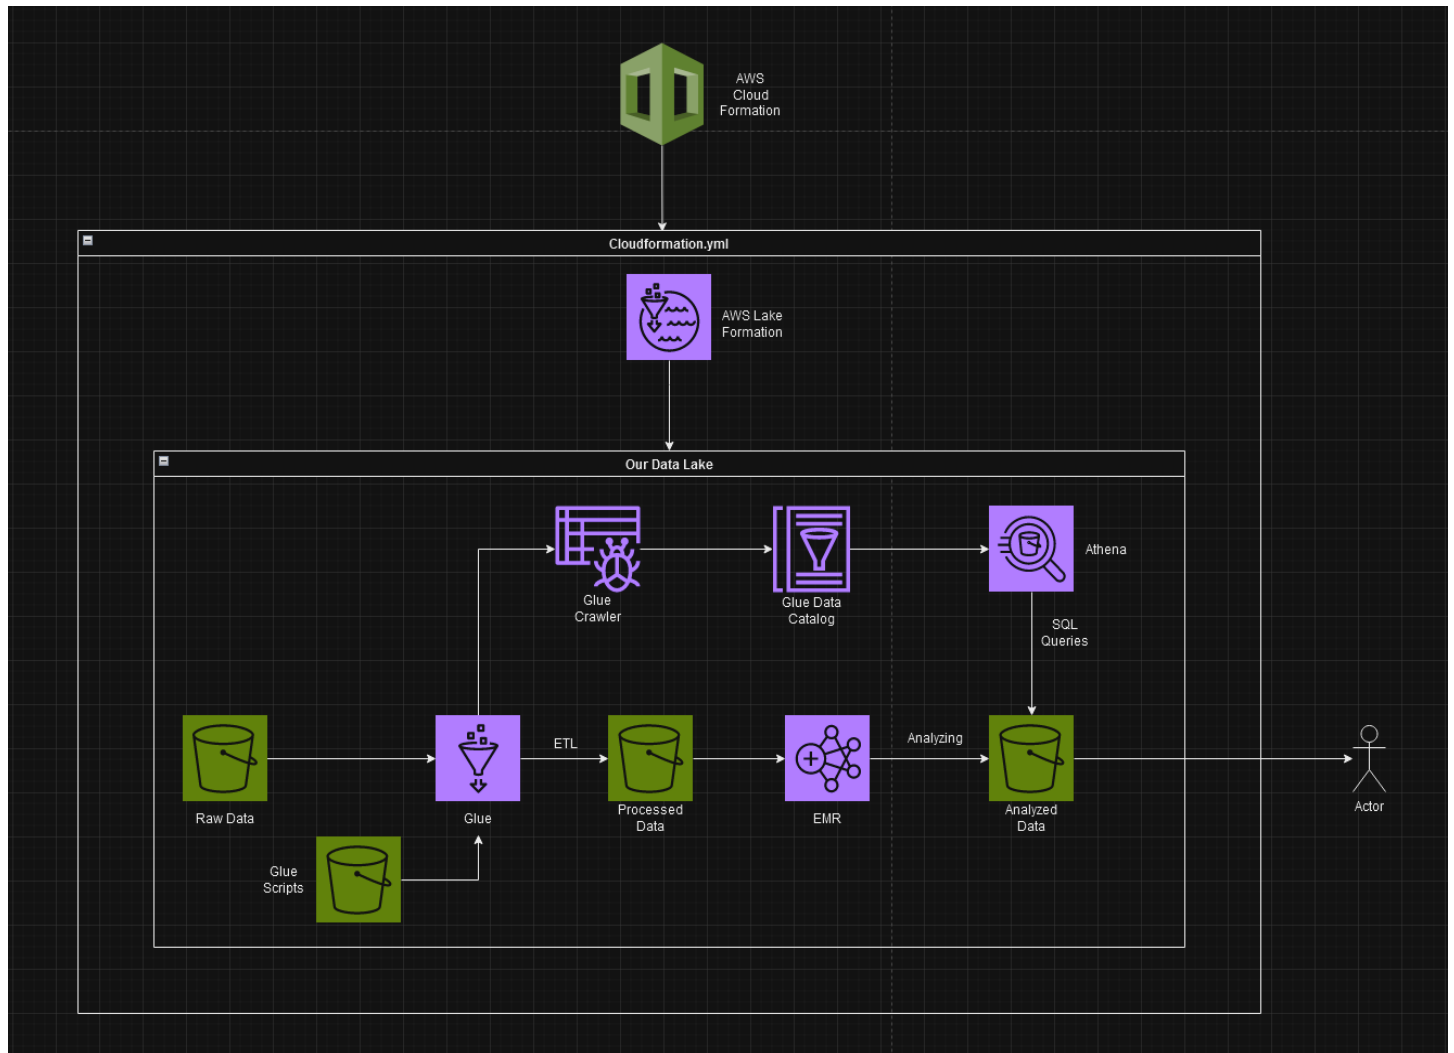 AWS
Cloud
Formation
Cloudformation.yml
AWS Lake
Formation
Our Data Lake
Glue
Crawler
Glue Data
Catalog
Athena
SQL
Queries
Raw Data
Glue
ETL
Processed
Data
EMR
Analyzing
Analyzed
Data
Actor
Glue
Scripts